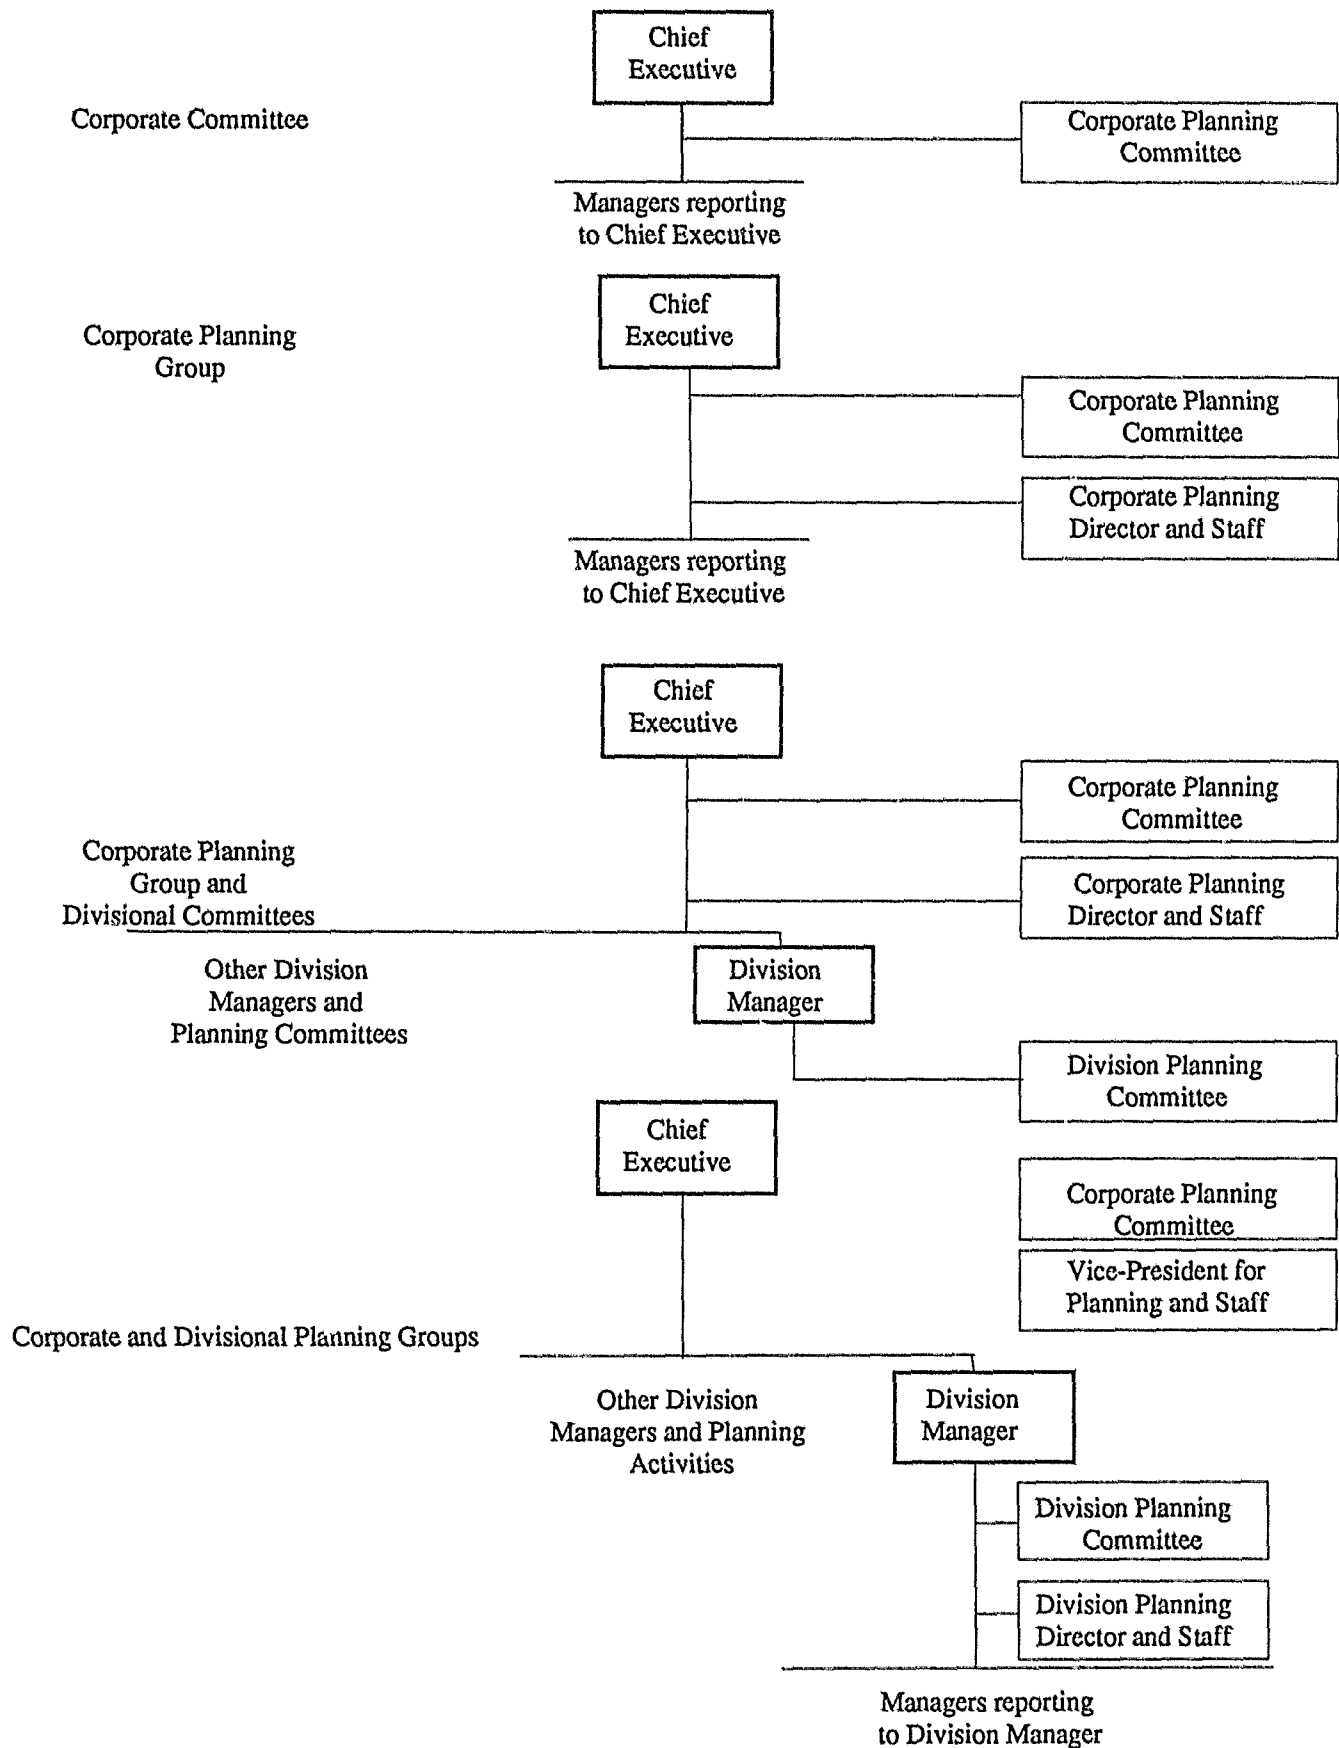 Chief
Executive
Corporate Committee
Corporate Planning
Committee
Managers reporting
to Chief Executive
Chief
Executive
Corporate Planning
Group
Corporate Planning
Committee
Corporate Planning
Director and Staff
Managers reporting
to Chief Executive
Chief
Executive
Corporate Planning
Committee
Corporate Planning
Group and
Divisional Committees
Corporate Planning
Director and Staff
Other Division
Managers and
Planning Committees
Division
Manager
Division Planning
Committee
Chief
Executive
Corporate Planning
Committee
Vice-President for
Planning and Staff
Corporate and Divisional Planning Groups
Other Division
Managers and Planning
Activities
Division
Manager
Division Planning
Committee
Division Planning
Director and Staff
Managers reporting
to Division Manager